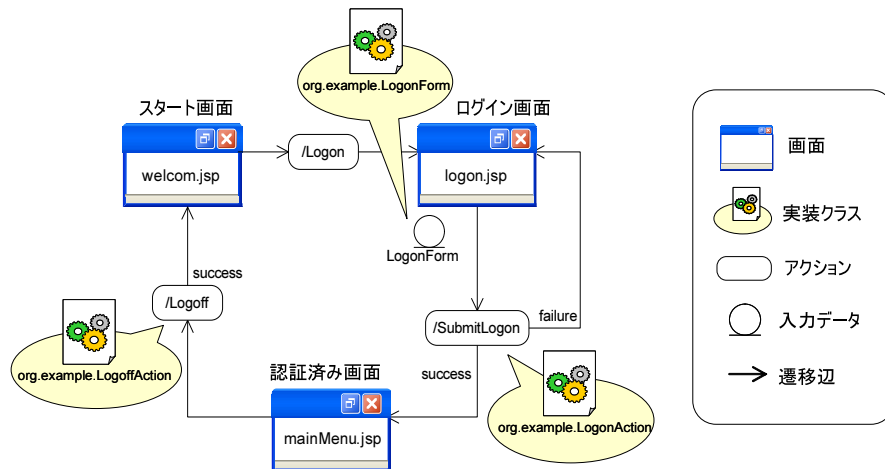 org.example.LogonForm
スタート画面
ログイン画面
welcom.jsp
/Logon
logon.jsp
LogonForm
success
/Logoff
org.example.LogoffAction
/SubmitLogon
failure
success
認証済み画面
mainMenu.jsp
org.example.LogonAction
画面
実装クラス
アクション
入力データ
遷移辺